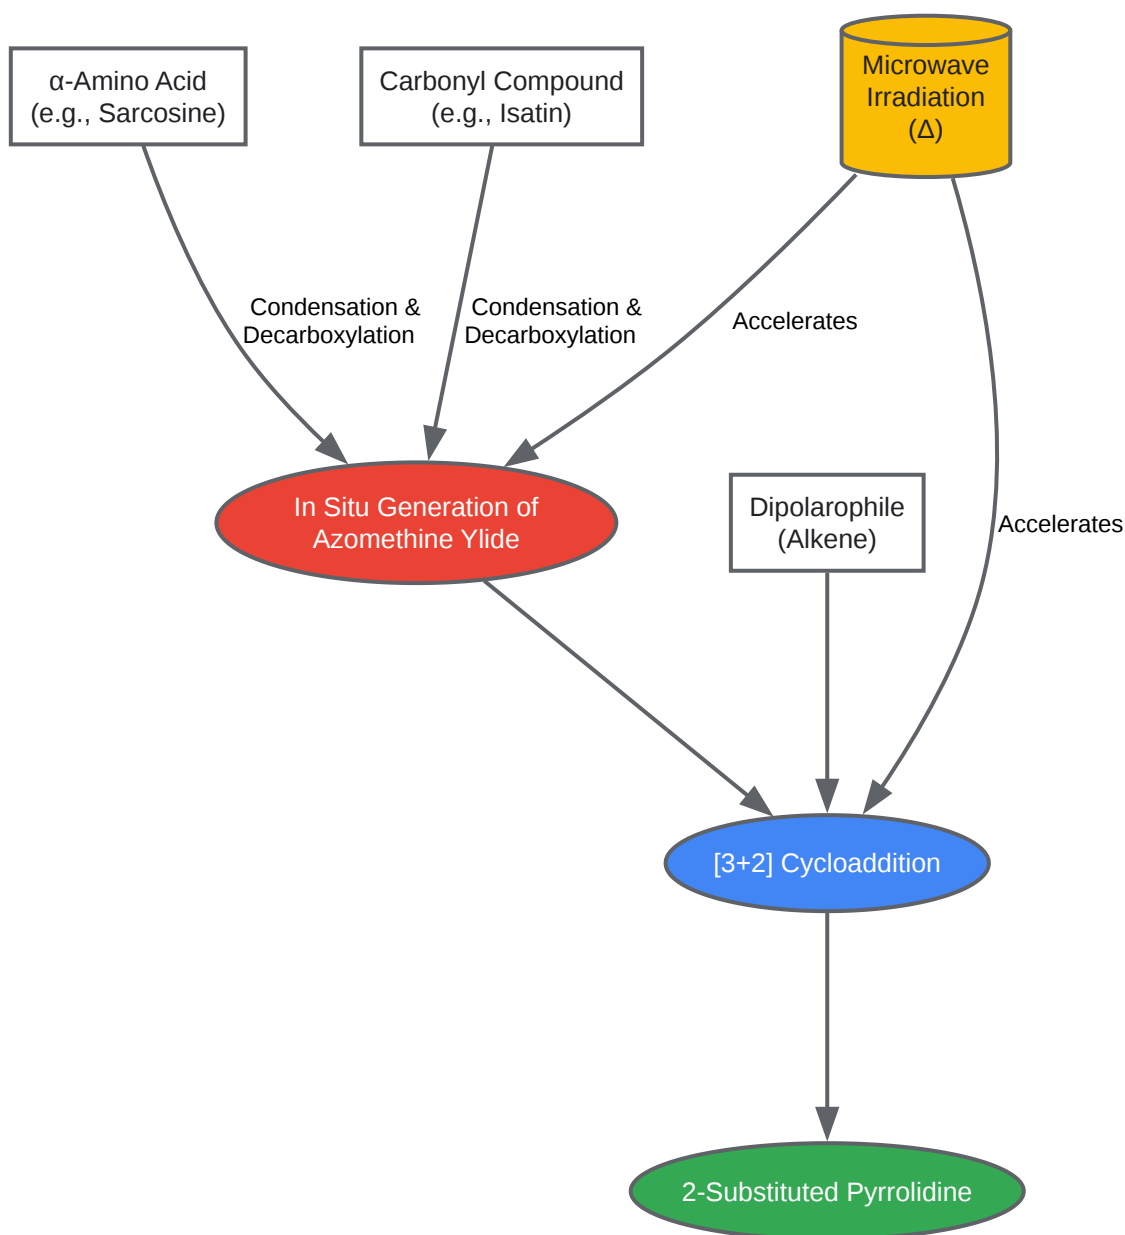 α-Amino Acid
(e.g., Sarcosine)
Carbonyl Compound
(e.g., Isatin)
Microwave
Irradiation
(Δ)
Condensation &
Decarboxylation
Condensation &
Decarboxylation
Accelerates
In Situ Generation of
Azomethine Ylide
Dipolarophile
(Alkene)
Accelerates
[3+2] Cycloaddition
2-Substituted Pyrrolidine